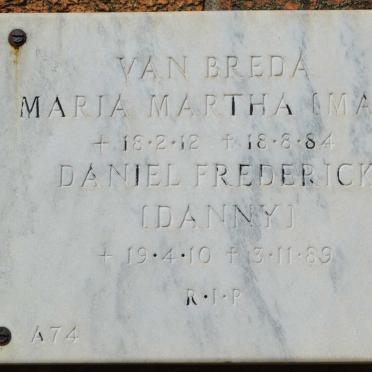 VAN BREDA
MARIA MARTHA (MA
+ 18·2·12 † 18·8·84
DANIEL FREDERICK
(DANNY)
+ 19·4·10 † 3·11·89
R·I·P
A74